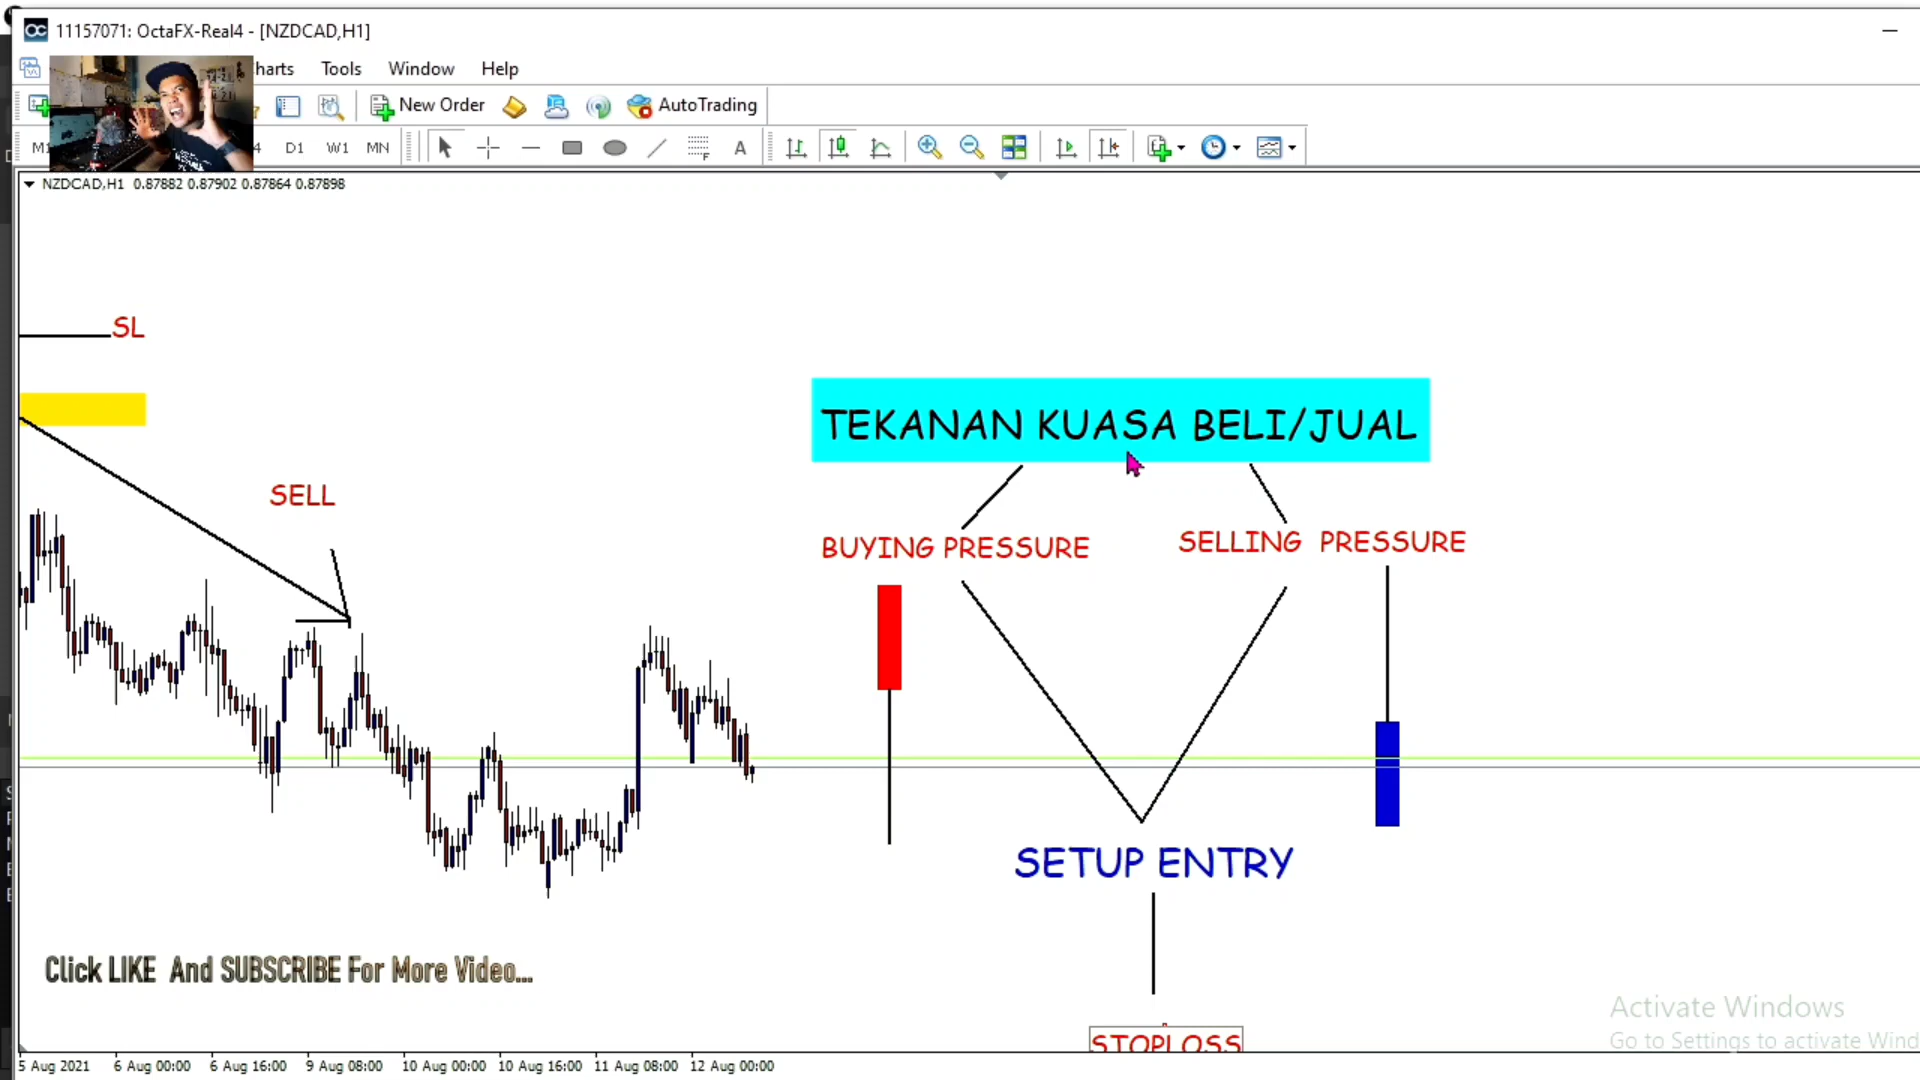 11157071: OctaFX-Real4 - [NZDCAD,H1]
harts Tools Window Help
New Order AutoTrading
M1 4 D1 W1 MN A
NZDCAD,H1 0.87882 0.87902 0.87864 0.87898
SL
TEKANAN KUASA BELI/JUAL
SELL
BUYING PRESSURE
SELLING PRESSURE
SETUP ENTRY
Click LIKE And SUBSCRIBE For More Video...
STOPLOSS
Activate Windows
Go to Settings to activate Wind
5 Aug 2021 6 Aug 00:00 6 Aug 16:00 9 Aug 08:00 10 Aug 00:00 10 Aug 16:00 11 Aug 08:00 12 Aug 00:00